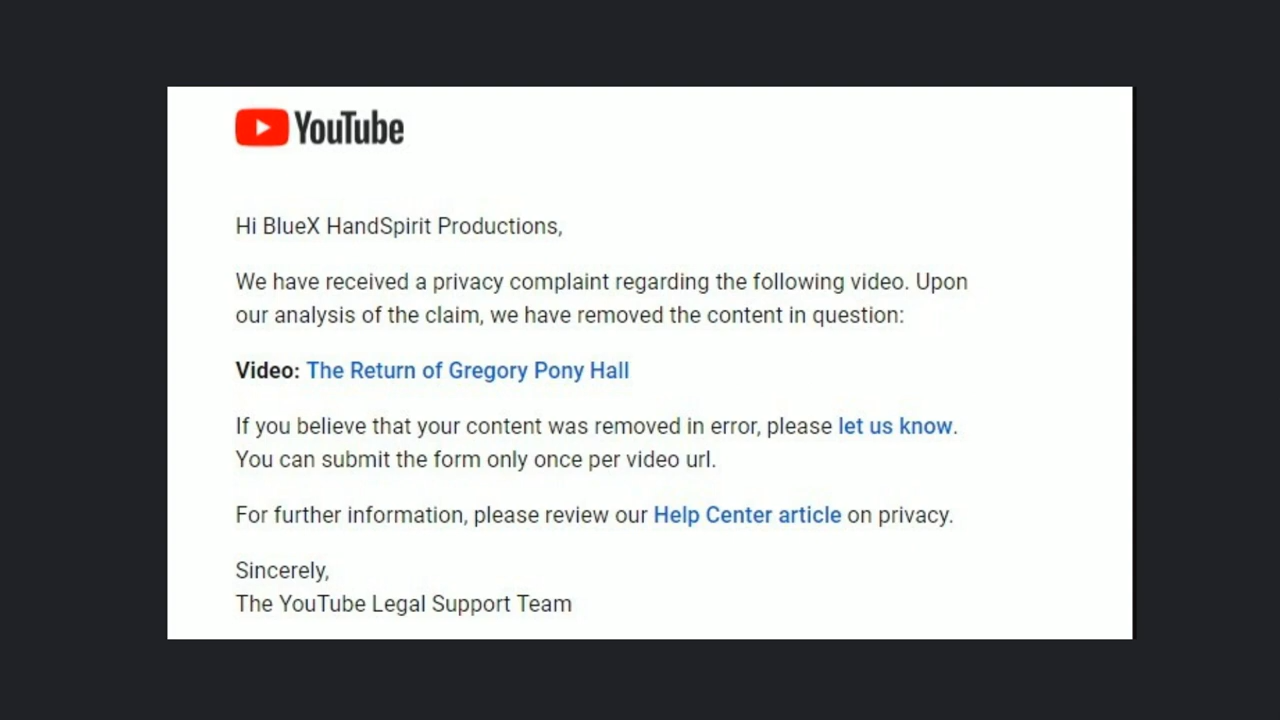 YouTube
Hi BlueX HandSpirit Productions,
We have received a privacy complaint regarding the following video. Upon
our analysis of the claim, we have removed the content in question:
Video: The Return of Gregory Pony Hall
If you believe that your content was removed in error, please let us know.
You can submit the form only once per video url.
For further information, please review our Help Center article on privacy.
Sincerely,
The YouTube Legal Support Team